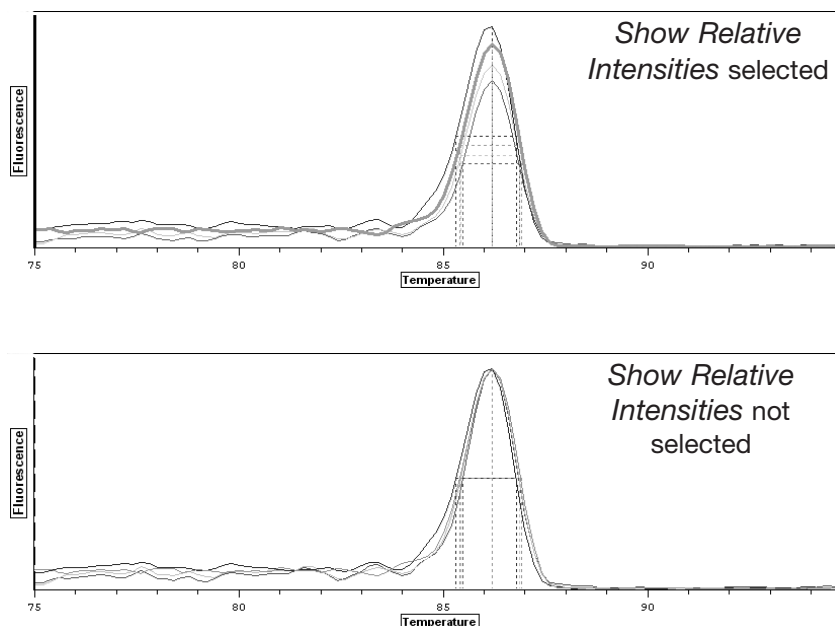 Show Relative
Intensities selected
Fluorescence
75 80 85 90
Temperature
Show Relative
Intensities not
selected
Fluorescence
75 80 85 90
Temperature